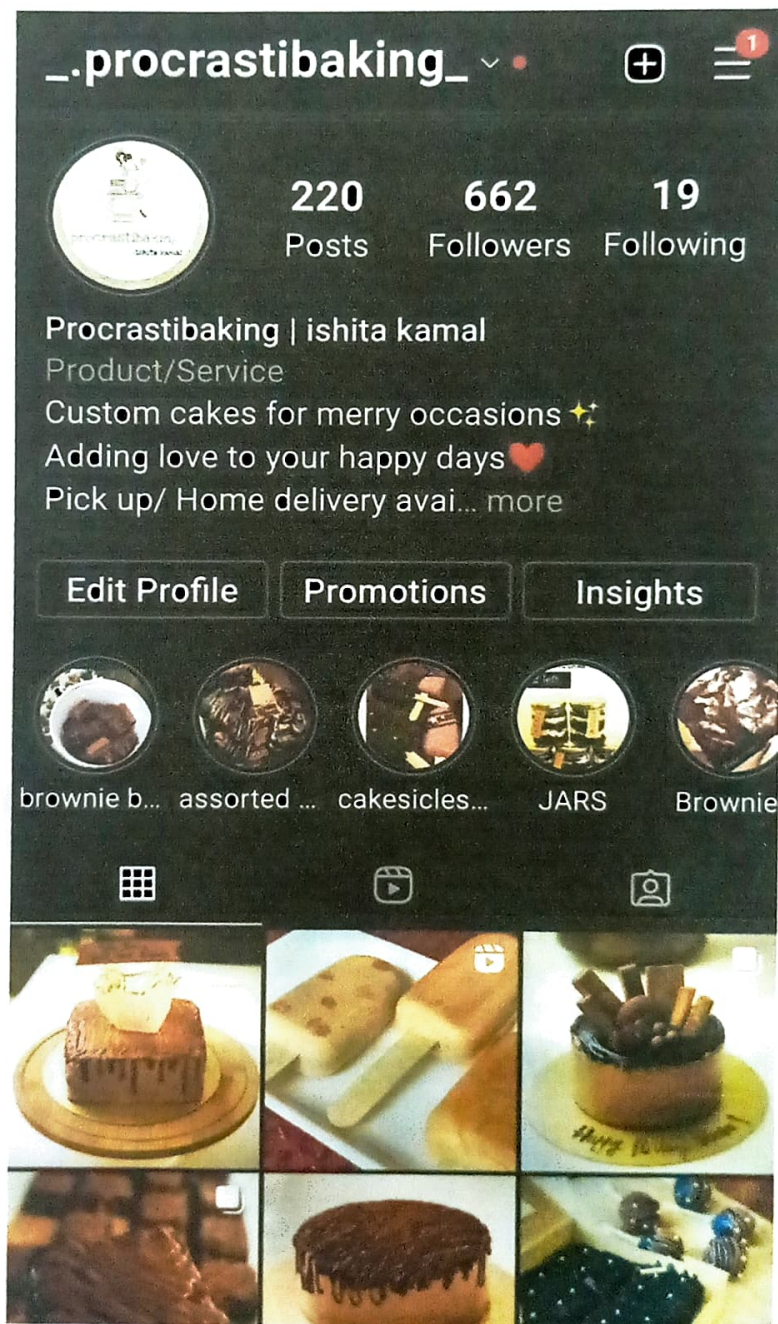 _.procrastibaking_
1
220 662 19
Posts Followers Following
Procrastibaking | ishita kamal
Product/Service
Custom cakes for merry occasions✨
Adding love to your happy days❤️
Pick up/ Home delivery avai... more
Edit Profile Promotions Insights
brownie b... assorted ... cakesicles... JARS Brownie